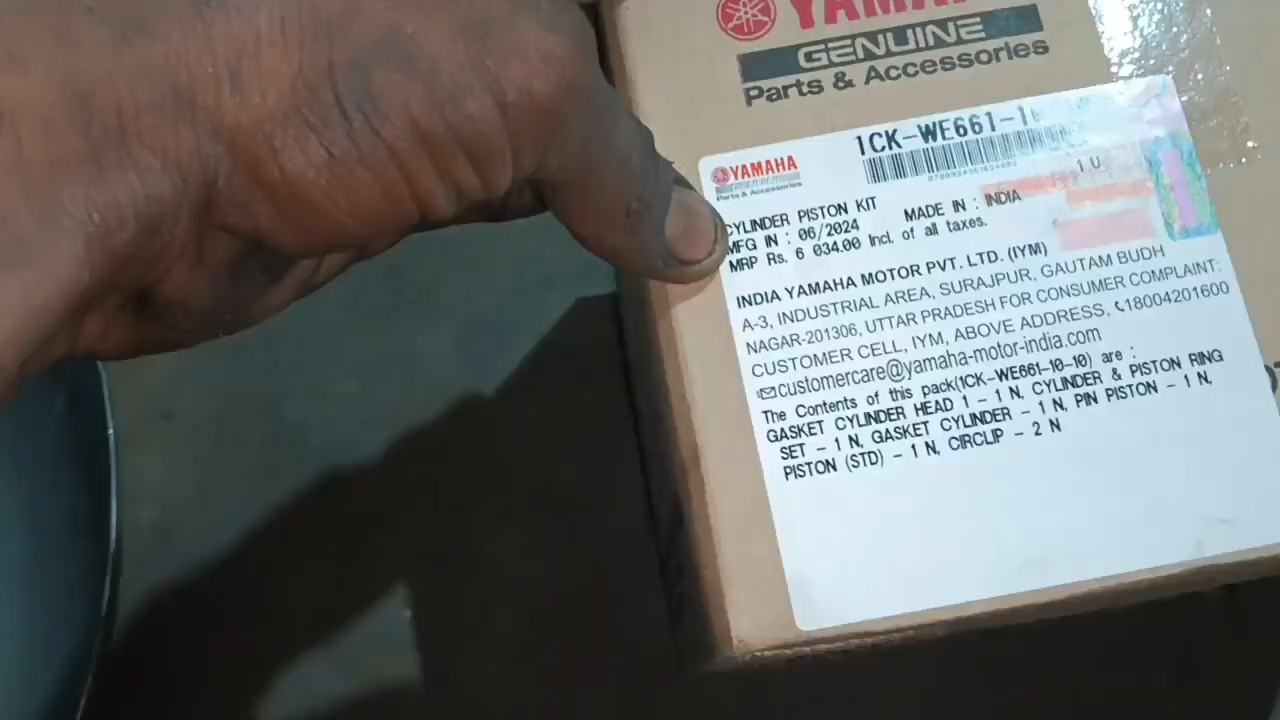 YAMAHA
GENUINE
Parts & Accessories
1CK-WE661-10
YAMAHA
Parts & Accessories
1 U
CYLINDER PISTON KIT
MFG IN : 06/2024 MADE IN : INDIA
MRP Rs. 6 034.00 Incl. of all taxes.
INDIA YAMAHA MOTOR PVT. LTD. (IYM)
A-3, INDUSTRIAL AREA, SURAJPUR, GAUTAM BUDH
NAGAR-201306, UTTAR PRADESH FOR CONSUMER COMPLAINT:
CUSTOMER CELL, IYM, ABOVE ADDRESS, 18004201600
customercare@yamaha-motor-india.com
The Contents of this pack(1CK-WE661-10-10) are :
GASKET CYLINDER HEAD 1 - 1 N, CYLINDER & PISTON RING
SET - 1 N, GASKET CYLINDER - 1 N, PIN PISTON - 1 N,
PISTON (STD) - 1 N, CIRCLIP - 2 N